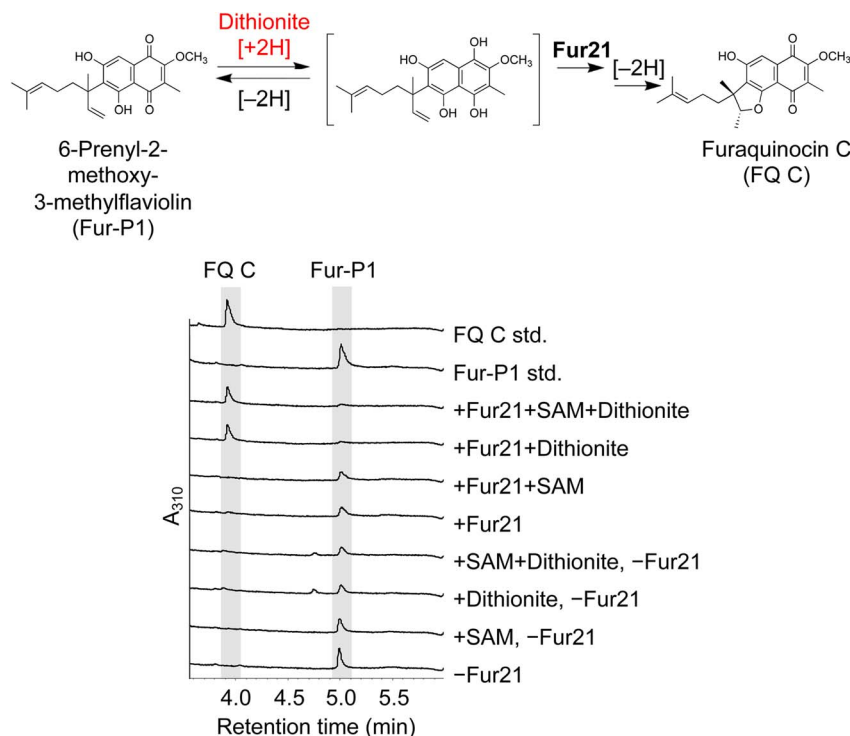 Dithionite
[+2H]
[–2H]
Fur21
[–2H]
HO
O
OCH3
O
OH
HO
OH
OCH3
OH
OH
HO
O
OCH3
O
O
6-Prenyl-2-
methoxy-
3-methylflaviolin
(Fur-P1)
Furaquinocin C
(FQ C)
FQ C
Fur-P1
FQ C std.
Fur-P1 std.
+Fur21+SAM+Dithionite
+Fur21+Dithionite
+Fur21+SAM
+Fur21
+SAM+Dithionite, −Fur21
+Dithionite, −Fur21
+SAM, −Fur21
−Fur21
A310
4.0 4.5 5.0 5.5
Retention time (min)